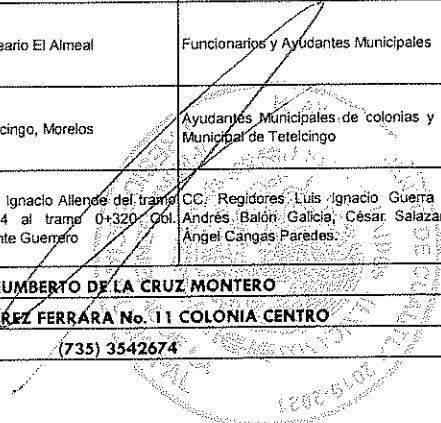 eario El Almeal
Funcionarios y Ayudantes Municipales
cingo, Morelos
Ayudantes Municipales de colonias y
Municipal de Tetelcingo
Ignacio Allende del tramo
4 al tramo 0+320 Col.
nte Guerrero
CC. Regidores Luis Ignacio Guerra
Andrés Balón Galicia, César Salazar
Ángel Cangas Paredes.
UMBERTO DE LA CRUZ MONTERO
REZ FERRARA No. 11 COLONIA CENTRO
(735) 3542674